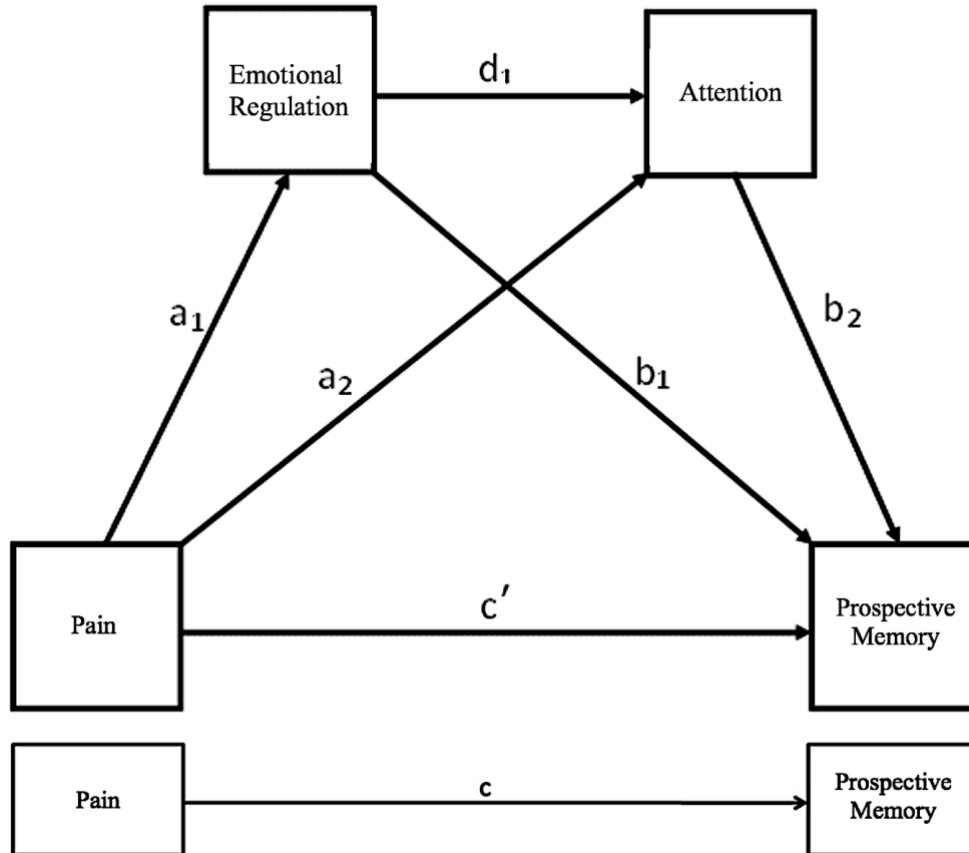 Emotional
Regulation
d₁
Attention
a₁
a₂
b₁
b₂
Pain
c′
Prospective
Memory
Pain
c
Prospective
Memory